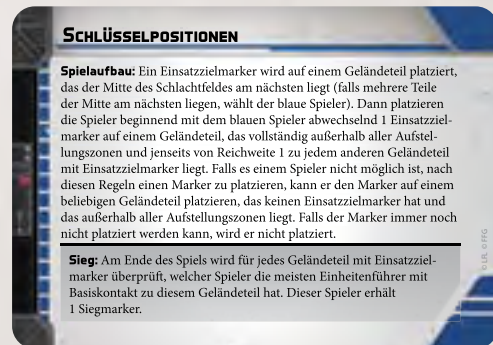 Schlüsselpositionen
Spielaufbau: Ein Einsatzzielmarker wird auf einem Geländeteil platziert,
das der Mitte des Schlachtfeldes am nächsten liegt (falls mehrere Teile
der Mitte am nächsten liegen, wählt der blaue Spieler). Dann platzieren
die Spieler beginnend mit dem blauen Spieler abwechselnd 1 Einsatzziel-
marker auf einem Geländeteil, das vollständig außerhalb aller Aufstel-
lungszonen und jenseits von Reichweite 1 zu jedem anderen Geländeteil
mit Einsatzzielmarker liegt. Falls es einem Spieler nicht möglich ist, nach
diesen Regeln einen Marker zu platzieren, kann er den Marker auf einem
beliebigen Geländeteil platzieren, das keinen Einsatzzielmarker hat und
das außerhalb aller Aufstellungszonen liegt. Falls der Marker immer noch
nicht platziert werden kann, wird er nicht platziert.
Sieg: Am Ende des Spiels wird für jedes Geländeteil mit Einsatzziel-
marker überprüft, welcher Spieler die meisten Einheitenführer mit
Basiskontakt zu diesem Geländeteil hat. Dieser Spieler erhält
1 Siegmarker.
© LR. © FFG